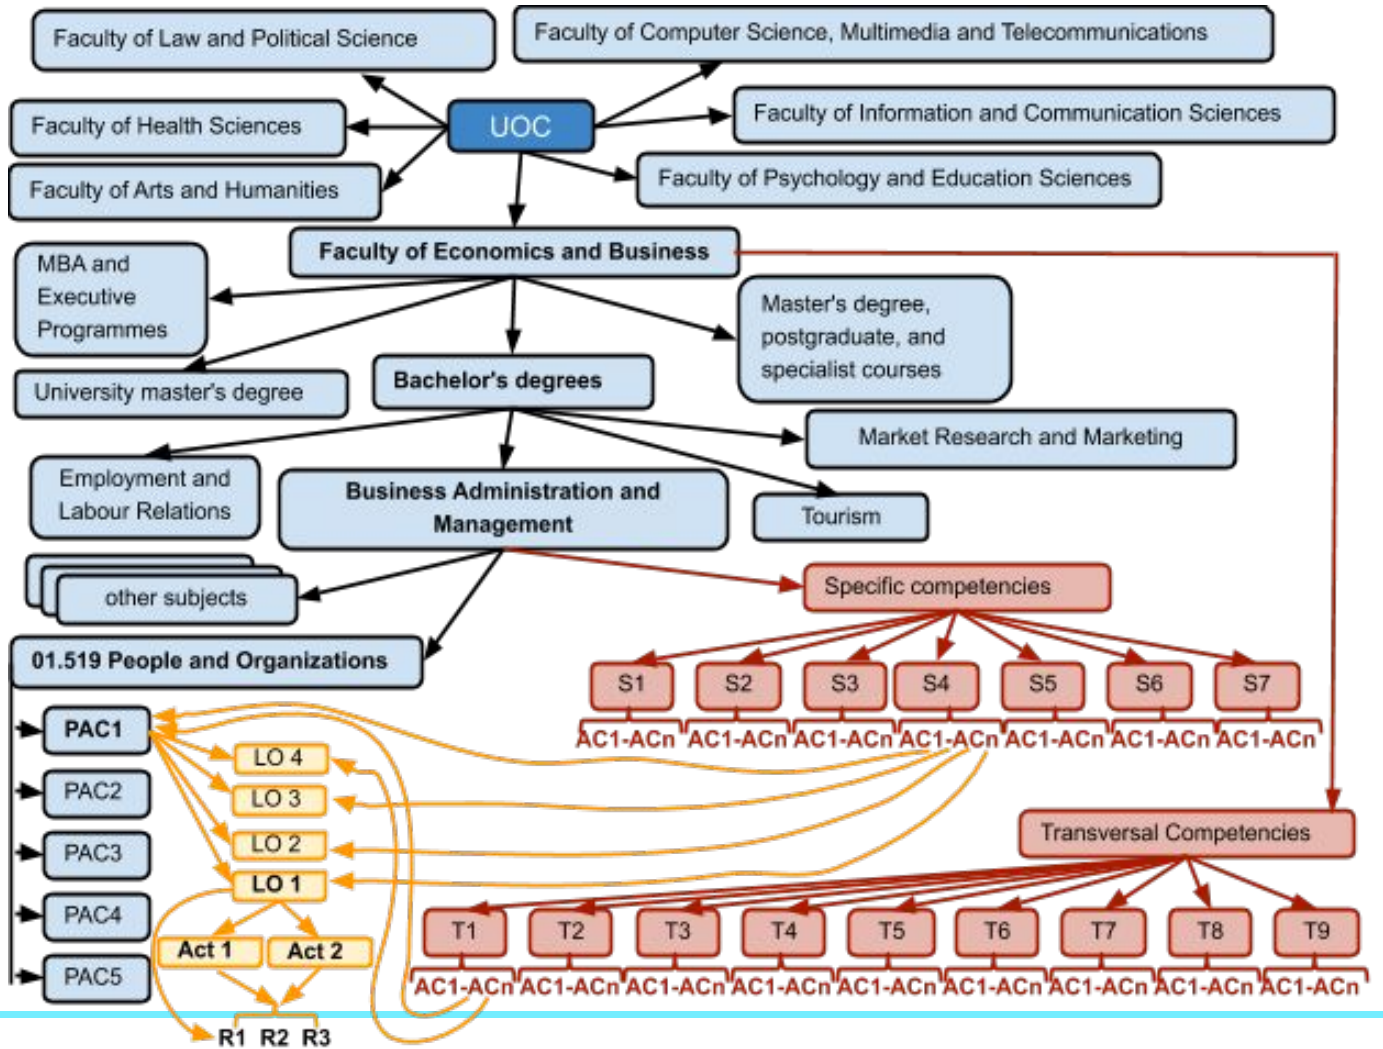 Faculty of Law and Political Science
Faculty of Computer Science, Multimedia and Telecommunications
Faculty of Health Sciences
UOC
Faculty of Information and Communication Sciences
Faculty of Arts and Humanities
Faculty of Psychology and Education Sciences
Faculty of Economics and Business
MBA and
Executive
Programmes
Master's degree,
postgraduate, and
specialist courses
University master's degree
Bachelor's degrees
Market Research and Marketing
Employment and
Labour Relations
Business Administration and
Management
Tourism
other subjects
Specific competencies
01.519 People and Organizations
S1 S2 S3 S4 S5 S6 S7
AC1-ACn AC1-ACn AC1-ACn AC1-ACn AC1-ACn AC1-ACn AC1-ACn
PAC1
LO 4
PAC2
LO 3
Transversal Competencies
LO 2
PAC3
LO 1
PAC4
T1 T2 T3 T4 T5 T6 T7 T8 T9
Act 1 Act 2
PAC5
AC1-ACn AC1-ACn AC1-ACn AC1-ACn AC1-ACn AC1-ACn AC1-ACn AC1-ACn AC1-ACn
R1 R2 R3